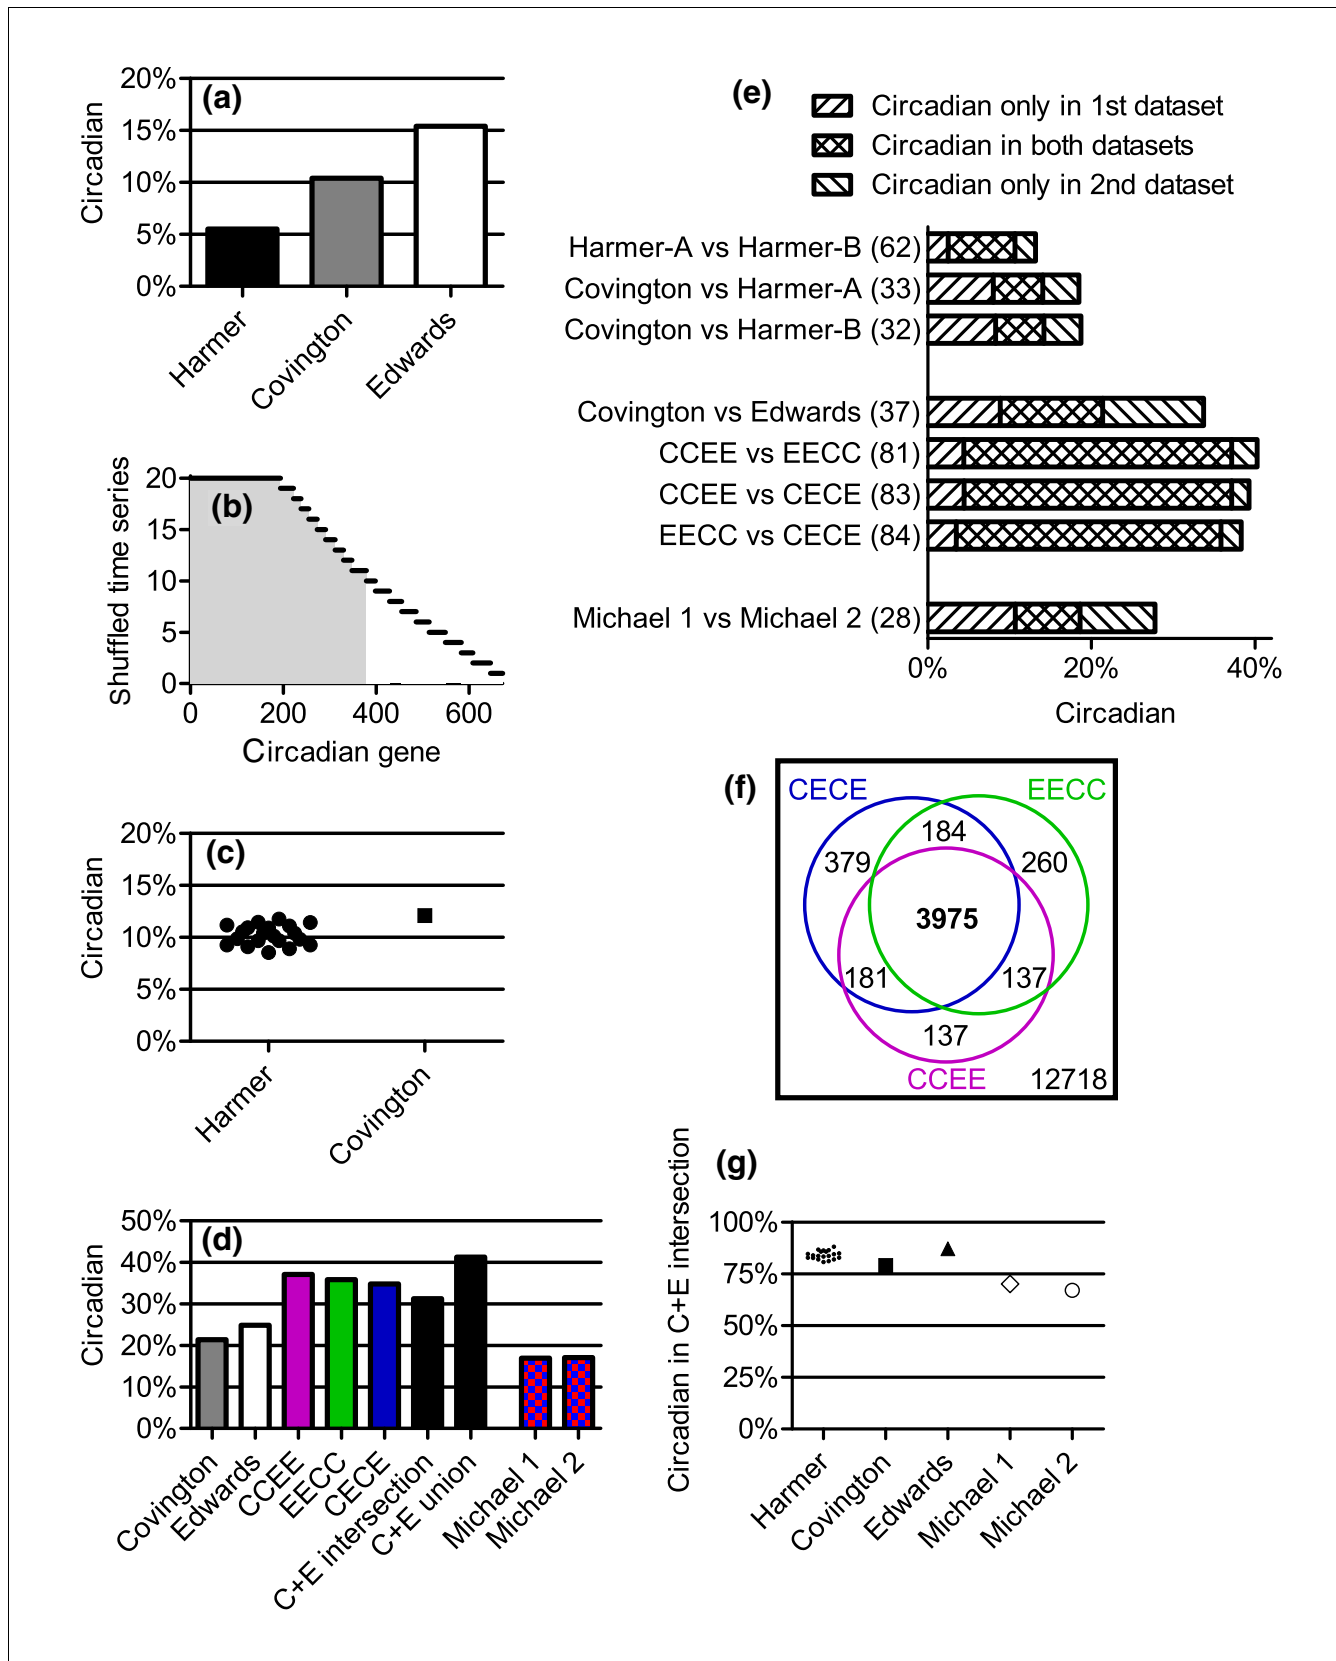 (a)
20%
15%
10%
5%
0%
Circadian
Harmer
Covington
Edwards
(b)
20
15
10
5
0
Shuffled time series
0 200 400 600
Circadian gene
(c)
20%
15%
10%
5%
0%
Circadian
Harmer
Covington
(d)
50%
40%
30%
20%
10%
0%
Circadian
Covington
Edwards
CCEE
EECC
CECE
C+E intersection
C+E union
Michael 1
Michael 2
(e)
Circadian only in 1st dataset
Circadian in both datasets
Circadian only in 2nd dataset
Harmer-A vs Harmer-B (62)
Covington vs Harmer-A (33)
Covington vs Harmer-B (32)
Covington vs Edwards (37)
CCEE vs EECC (81)
CCEE vs CECE (83)
EECC vs CECE (84)
Michael 1 vs Michael 2 (28)
0% 20% 40%
Circadian
(f)
CECE EECC
184
379 260
3975
181 137
137
CCEE 12718
(g)
100%
75%
50%
25%
0%
Circadian in C+E intersection
Harmer
Covington
Edwards
Michael 1
Michael 2